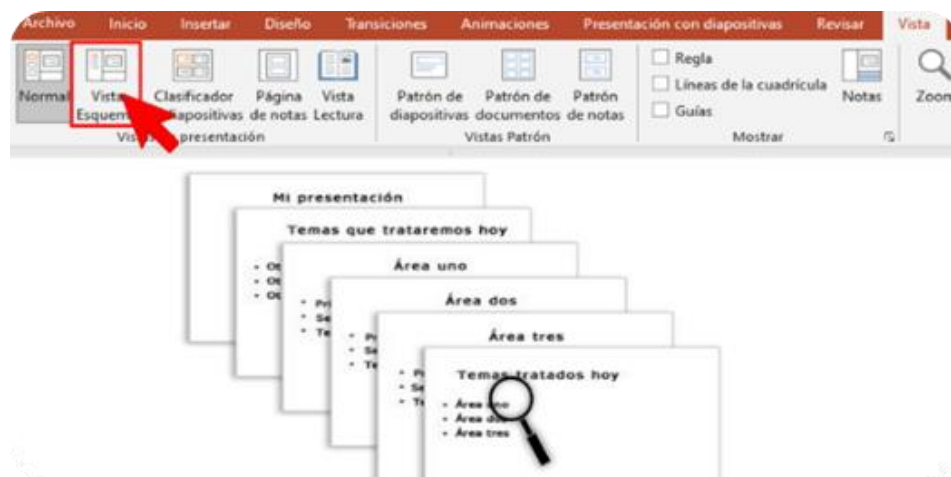 Archivo Inicio Insertar Diseño Transiciones Animaciones Presentación con diapositivas Revisar Vista
Normal
Vista
Clasificador
diapositivas
Página
de notas
Vista
Lectura
presentación
Patrón de
diapositivas
Patrón de
documentos
Patrón
de notas
Vistas Patrón
Regla
Líneas de la cuadrícula
Guías
Mostrar
Notas
Zoom
Mi presentación
Temas que trataremos hoy
Área uno
Área dos
Área tres
Temas tratados hoy
• Área uno
• Área dos
• Área tres